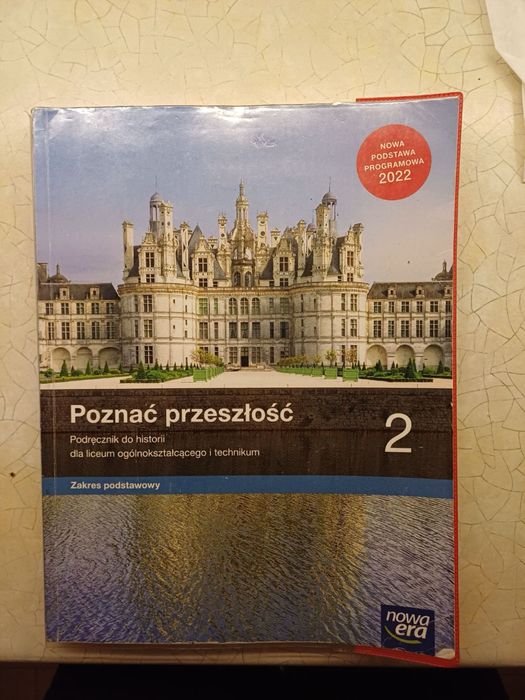 NOWA
PODSTAWA
PROGRAMOWA
2022
Poznać przeszłość
2
Podręcznik do historii
dla liceum ogólnokształcącego i technikum
Zakres podstawowy
nowa
era